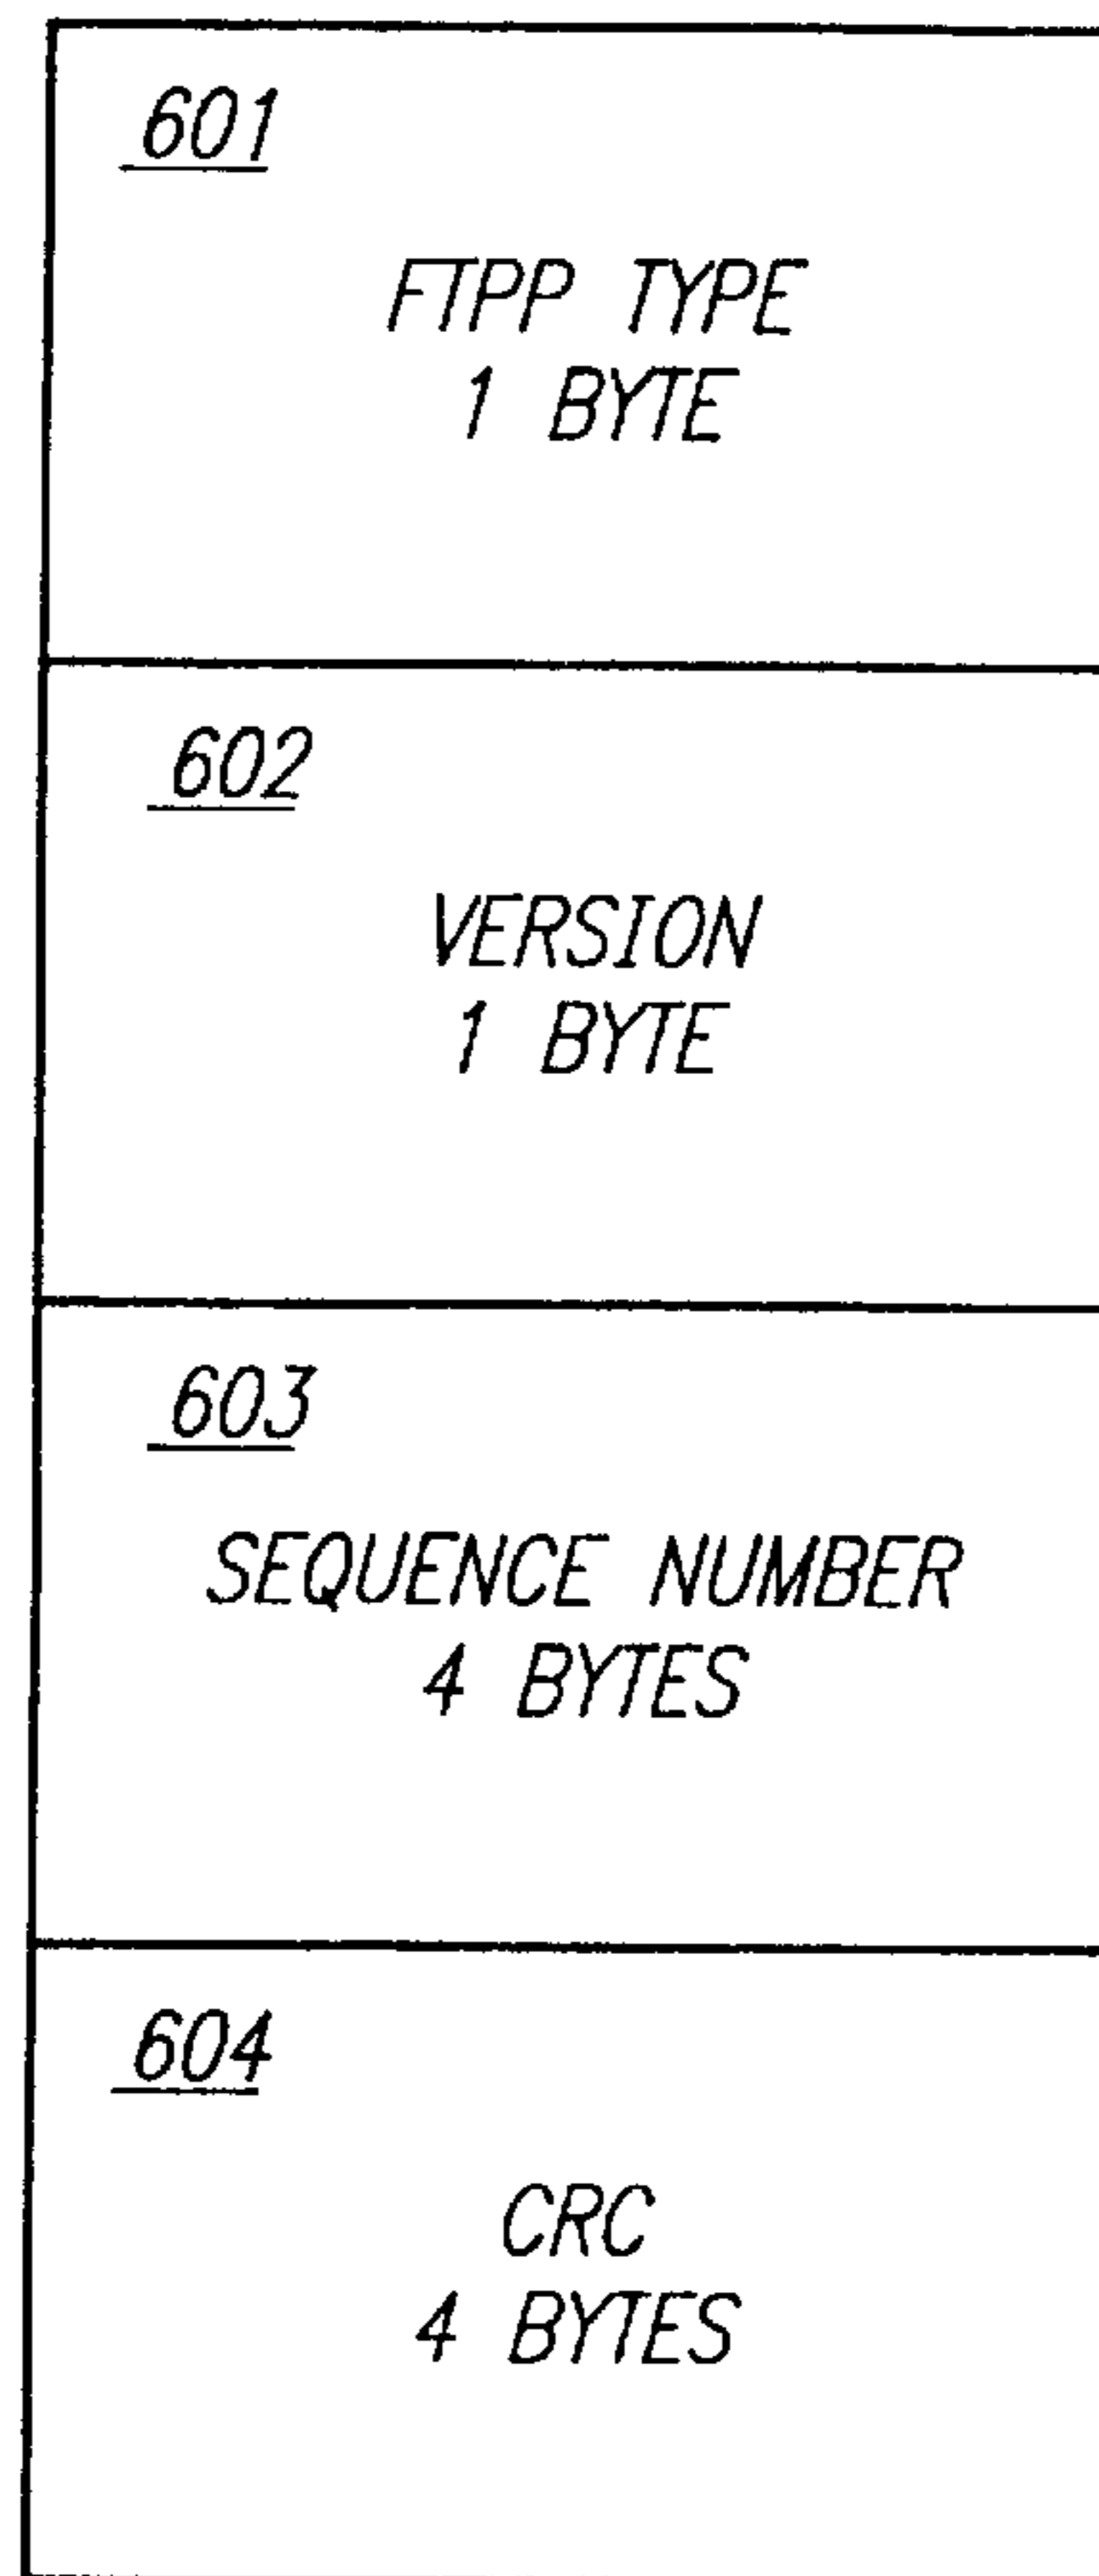 601
FTPP TYPE
1 BYTE
602
VERSION
1 BYTE
603
SEQUENCE NUMBER
4 BYTES
604
CRC
4 BYTES